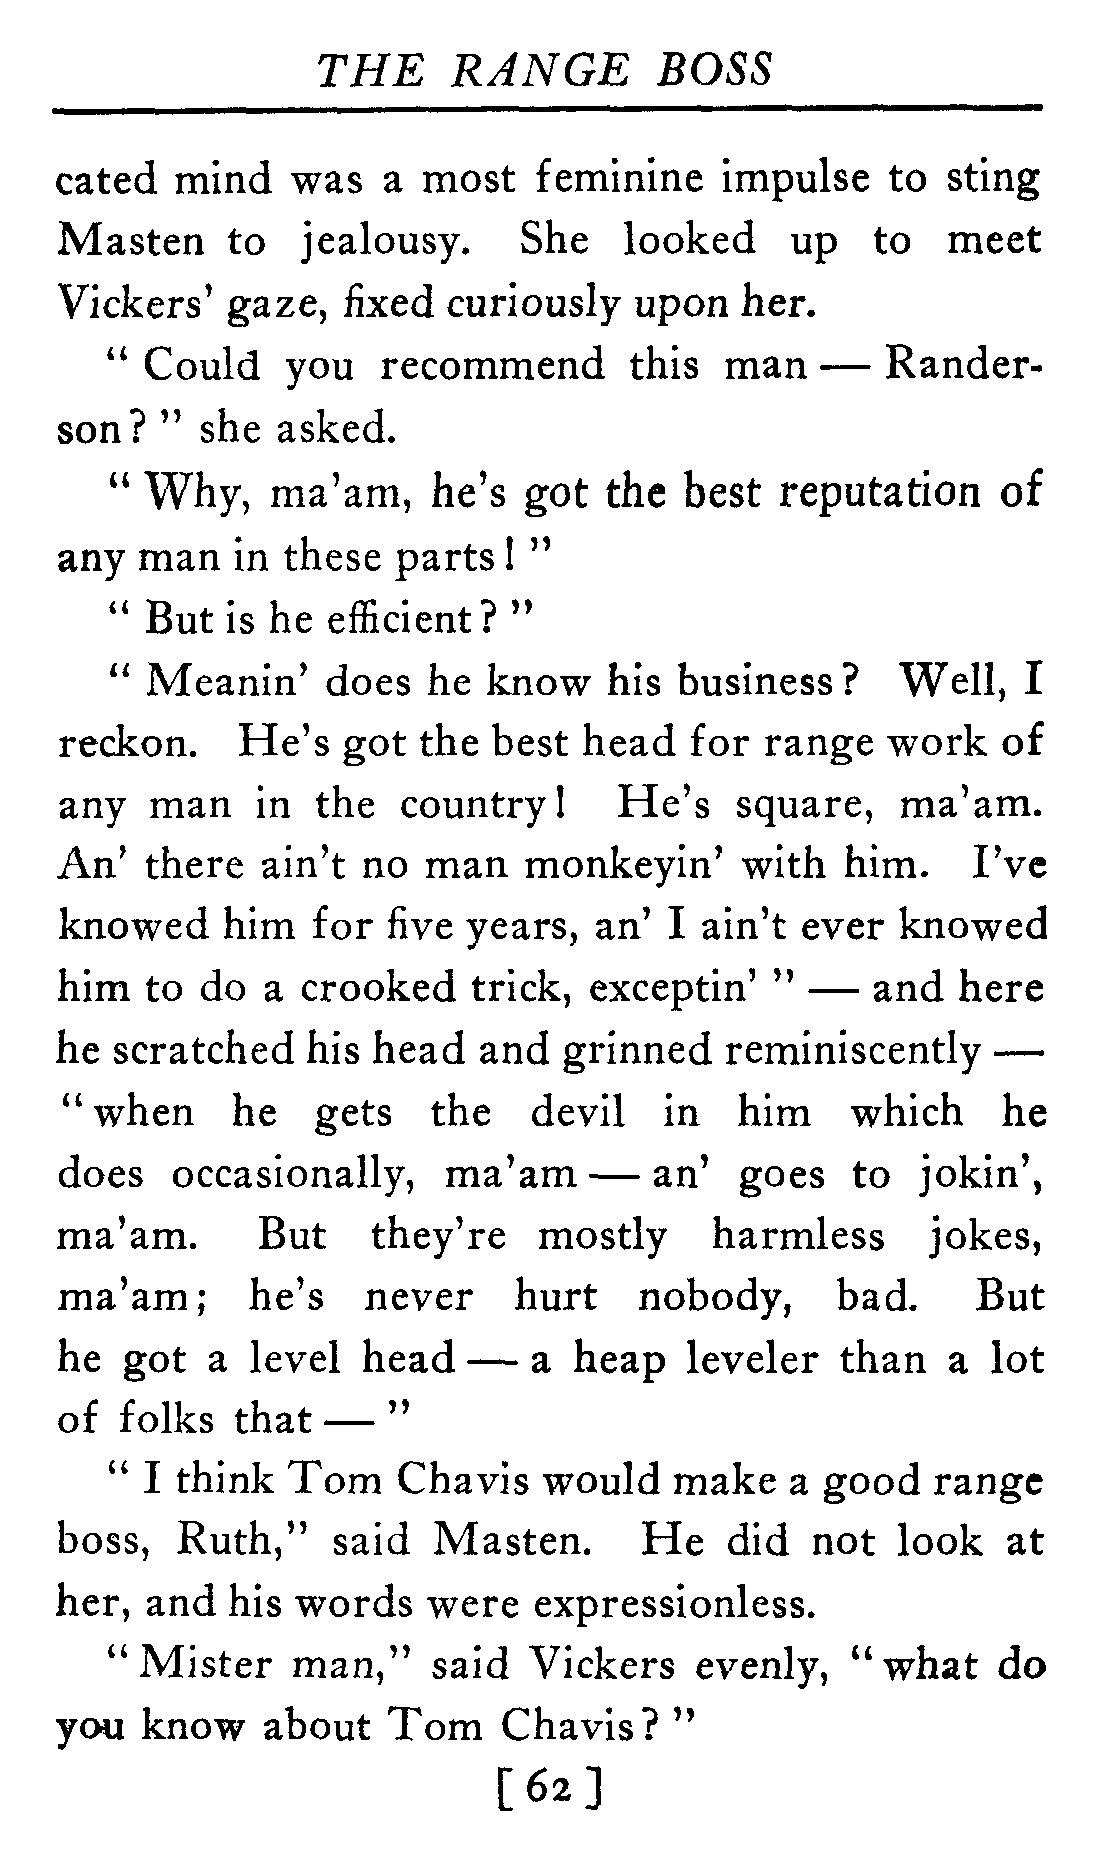 THE RANGE BOSS
cated mind was a most feminine impulse to sting
Masten to jealousy. She looked up to meet
Vickers' gaze, fixed curiously upon her.
" Could you recommend this man — Rander-
son? " she asked.
" Why, ma'am, he's got the best reputation of
any man in these parts! "
" But is he efficient? "
" Meanin' does he know his business? Well, I
reckon. He's got the best head for range work of
any man in the country! He's square, ma'am.
An' there ain't no man monkeyin' with him. I've
knowed him for five years, an' I ain't ever knowed
him to do a crooked trick, exceptin' " — and here
he scratched his head and grinned reminiscently —
" when he gets the devil in him which he
does occasionally, ma'am — an' goes to jokin',
ma'am. But they're mostly harmless jokes,
ma'am; he's never hurt nobody, bad. But
he got a level head — a heap leveler than a lot
of folks that — "
" I think Tom Chavis would make a good range
boss, Ruth," said Masten. He did not look at
her, and his words were expressionless.
" Mister man," said Vickers evenly, " what do
you know about Tom Chavis? "
[ 62 ]